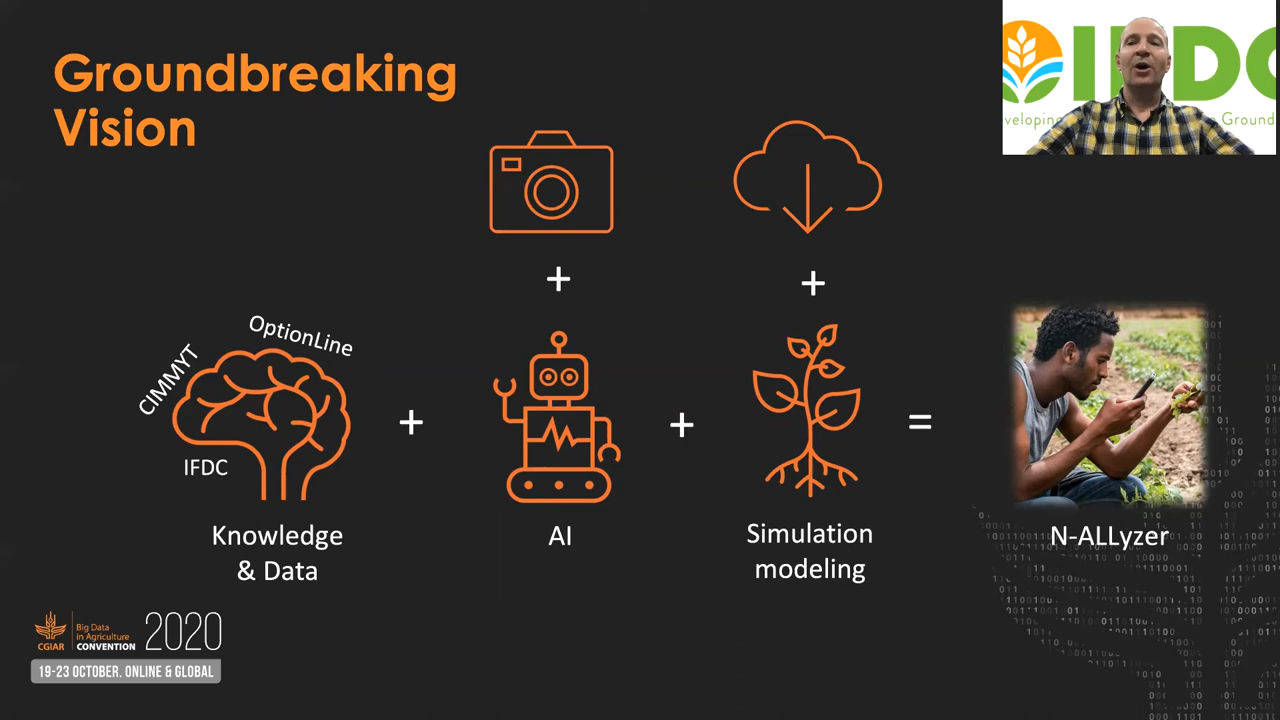 Groundbreaking
Vision
IFDC
Developing
Ground
OptionLine
CIMMYT
IFDC
+
+
+
+
=
Knowledge
& Data
AI
Simulation
modeling
N-ALLyzer
CGIAR
Big Data
in Agriculture
CONVENTION
2020
19-23 OCTOBER. ONLINE & GLOBAL